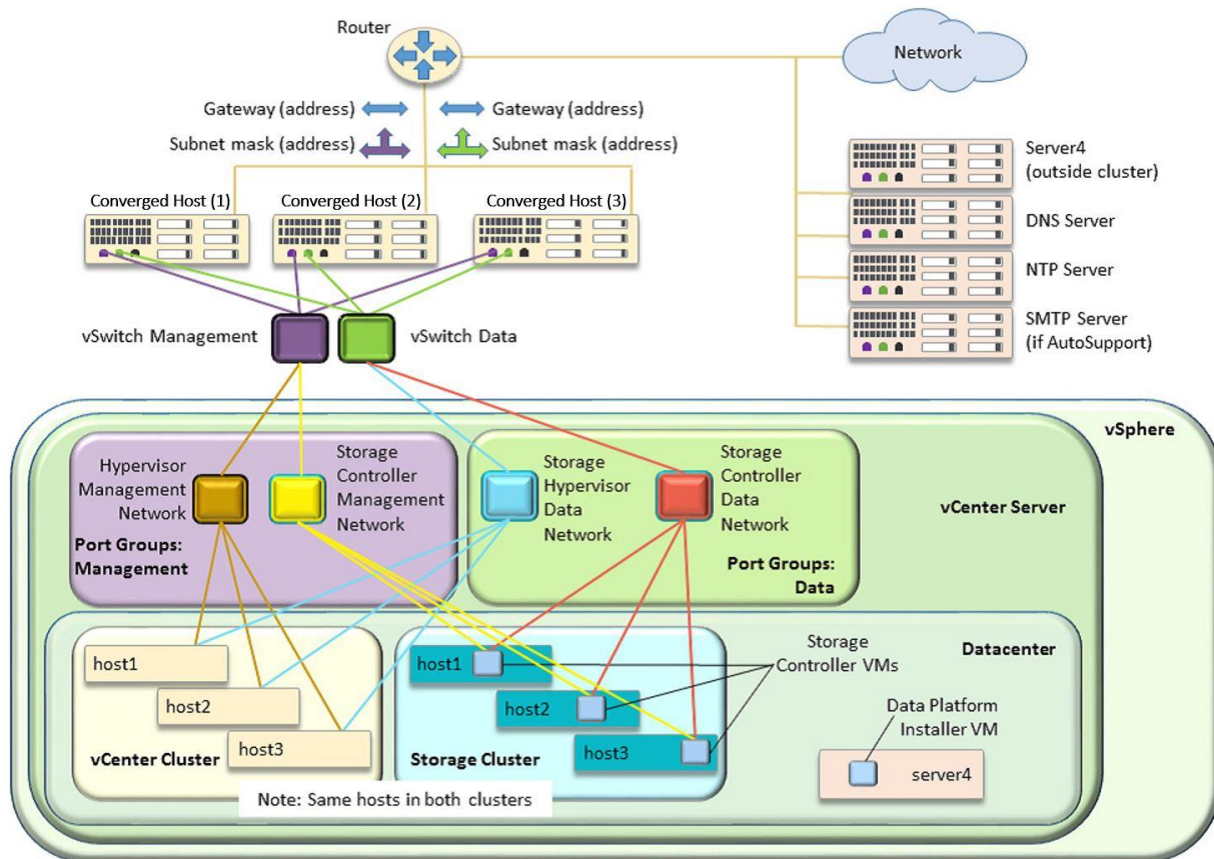 Router
Network
Gateway (address)
Gateway (address)
Subnet mask (address)
Subnet mask (address)
Converged Host (1)
Converged Host (2)
Converged Host (3)
Server4
(outside cluster)
DNS Server
NTP Server
SMTP Server
(if AutoSupport)
vSwitch Management
vSwitch Data
vSphere
vCenter Server
Hypervisor
Management
Network
Storage
Controller
Management
Network
Port Groups:
Management
Storage
Hypervisor
Data
Network
Storage
Controller
Data
Network
Port Groups:
Data
Datacenter
host1
host2
host3
vCenter Cluster
host1
host2
host3
Storage Cluster
Storage
Controller VMs
Data Platform
Installer VM
server4
Note: Same hosts in both clusters